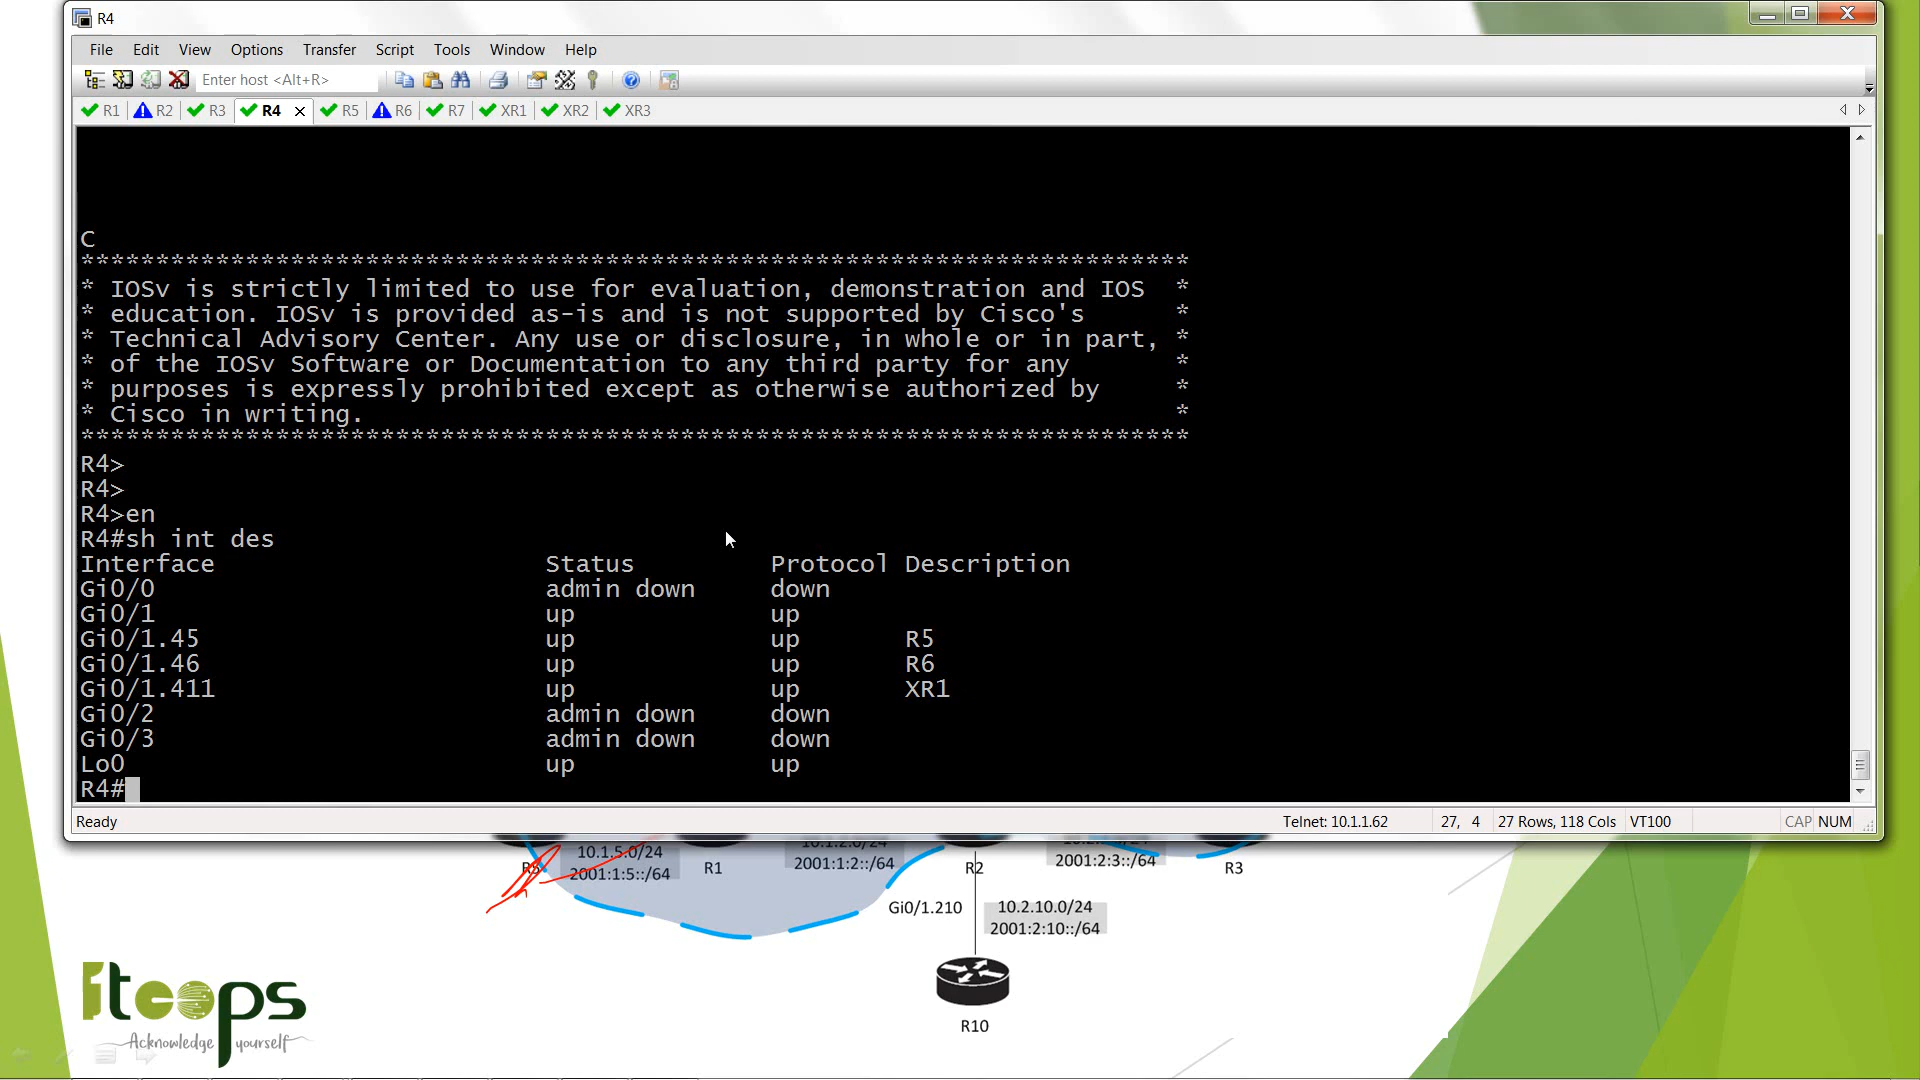 R4
File Edit View Options Transfer Script Tools Window Help
Enter host <Alt+R>
R1 R2 R3 R4 R5 R6 R7 XR1 XR2 XR3
C
**************************************************************************
* IOSv is strictly limited to use for evaluation, demonstration and IOS *
* education. IOSv is provided as-is and is not supported by Cisco's *
* Technical Advisory Center. Any use or disclosure, in whole or in part, *
* of the IOSv Software or Documentation to any third party for any *
* purposes is expressly prohibited except as otherwise authorized by *
* Cisco in writing. *
**************************************************************************
R4>
R4>
R4>en
R4#sh int des
Interface Status Protocol Description
Gi0/0 admin down down
Gi0/1 up up
Gi0/1.45 up up R5
Gi0/1.46 up up R6
Gi0/1.411 up up XR1
Gi0/2 admin down down
Gi0/3 admin down down
Lo0 up up
R4#
Ready Telnet: 10.1.1.62 27, 4 27 Rows, 118 Cols VT100 CAP NUM
10.1.5.0/24 10.1.2.0/24
R5 2001:1:5::/64 R1 2001:1:2::/64 R2 2001:2:3::/64 R3
Gi0/1.210 10.2.10.0/24
2001:2:10::/64
R10
iteops
Acknowledge yourself